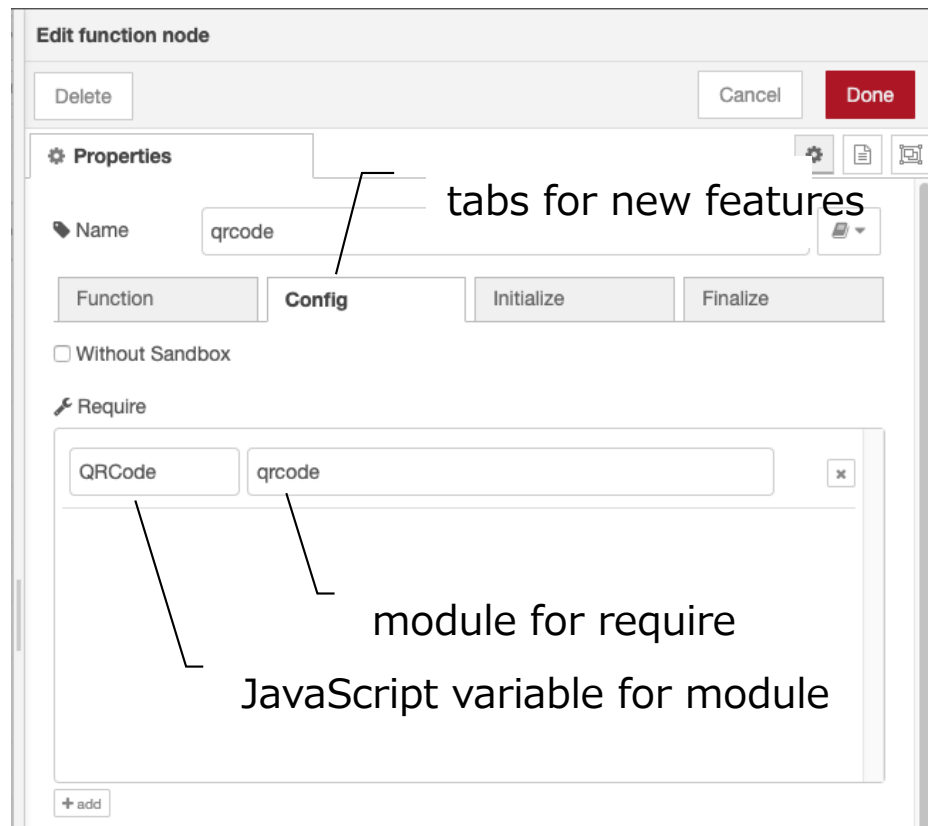 Edit function node
Delete
Cancel
Done
Properties
tabs for new features
Name
qrcode
Function
Config
Initialize
Finalize
Without Sandbox
Require
QRCode
qrcode
module for require
JavaScript variable for module
add